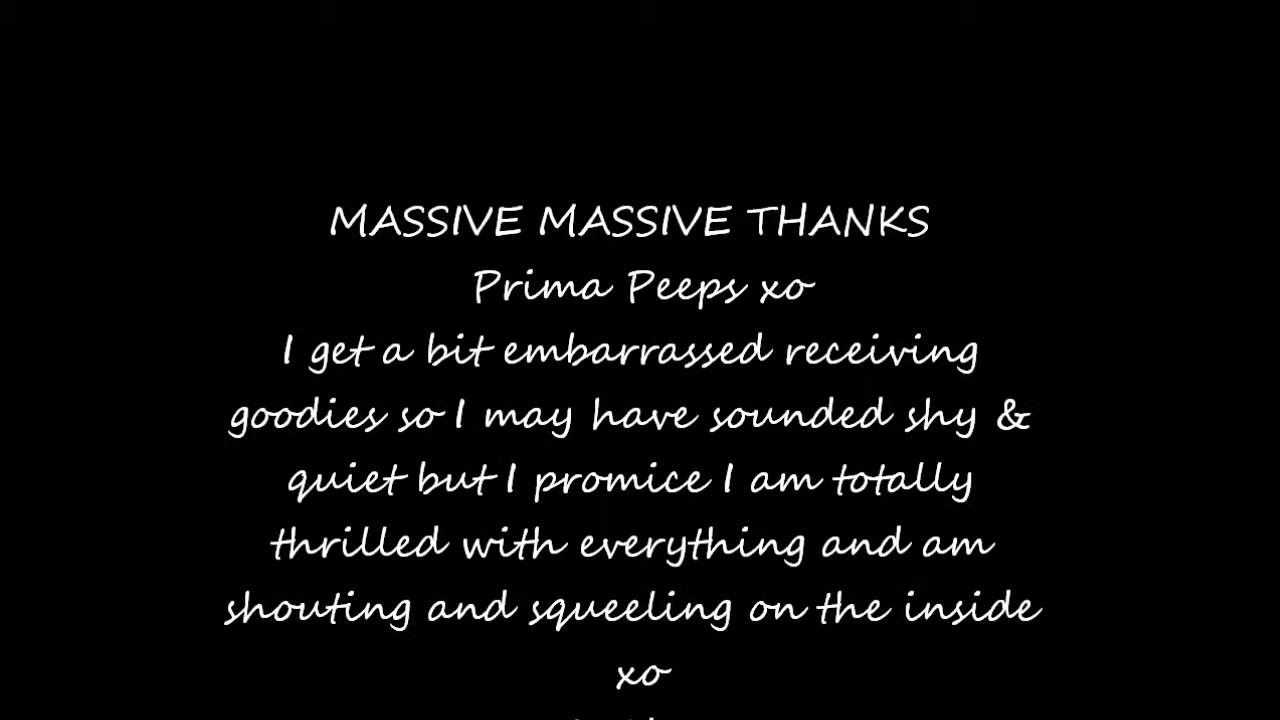 MASSIVE MASSIVE THANKS
Prima Peeps xo
I get a bit embarrassed receiving
goodies so I may have sounded shy &
quiet but I promice I am totally
thrilled with everything and am
shouting and squeeling on the inside
xo